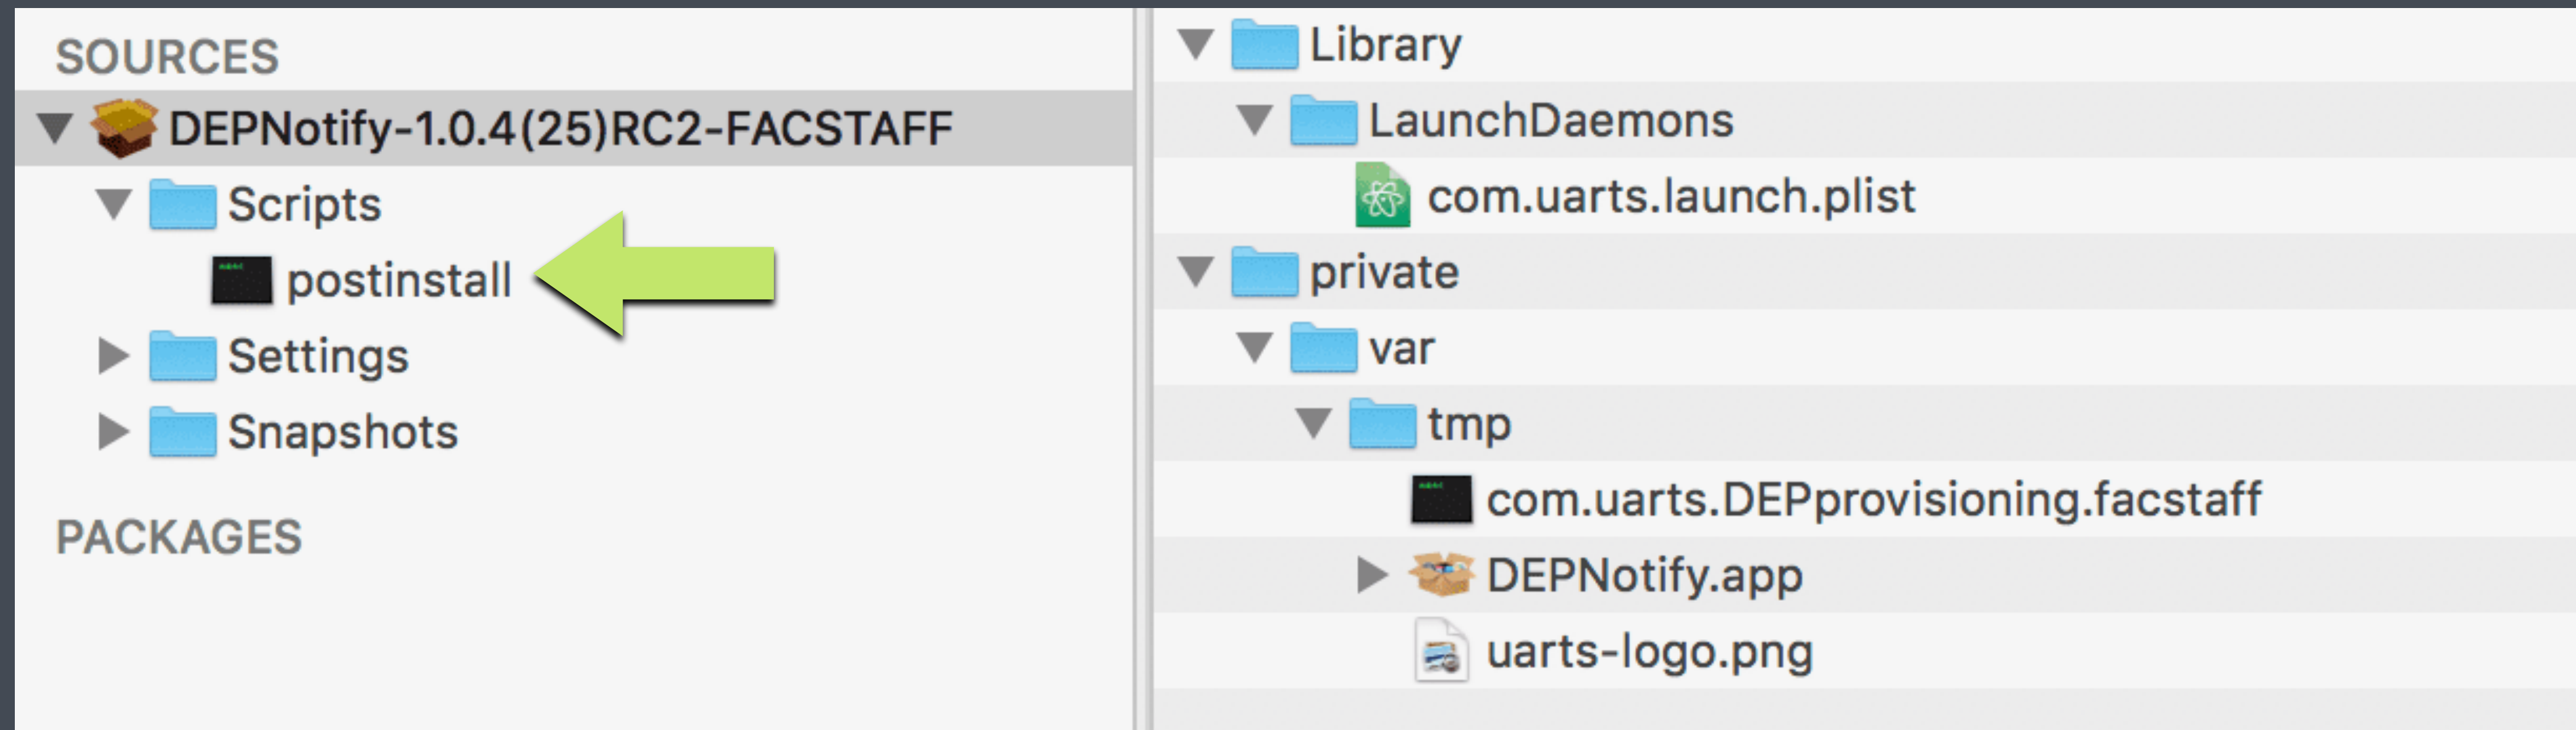 SOURCES
DEPNotify-1.0.4(25)RC2-FACSTAFF
Scripts
postinstall
Settings
Snapshots
PACKAGES
Library
LaunchDaemons
com.uarts.launch.plist
private
var
tmp
com.uarts.DEPprovisioning.facstaff
DEPNotify.app
uarts-logo.png